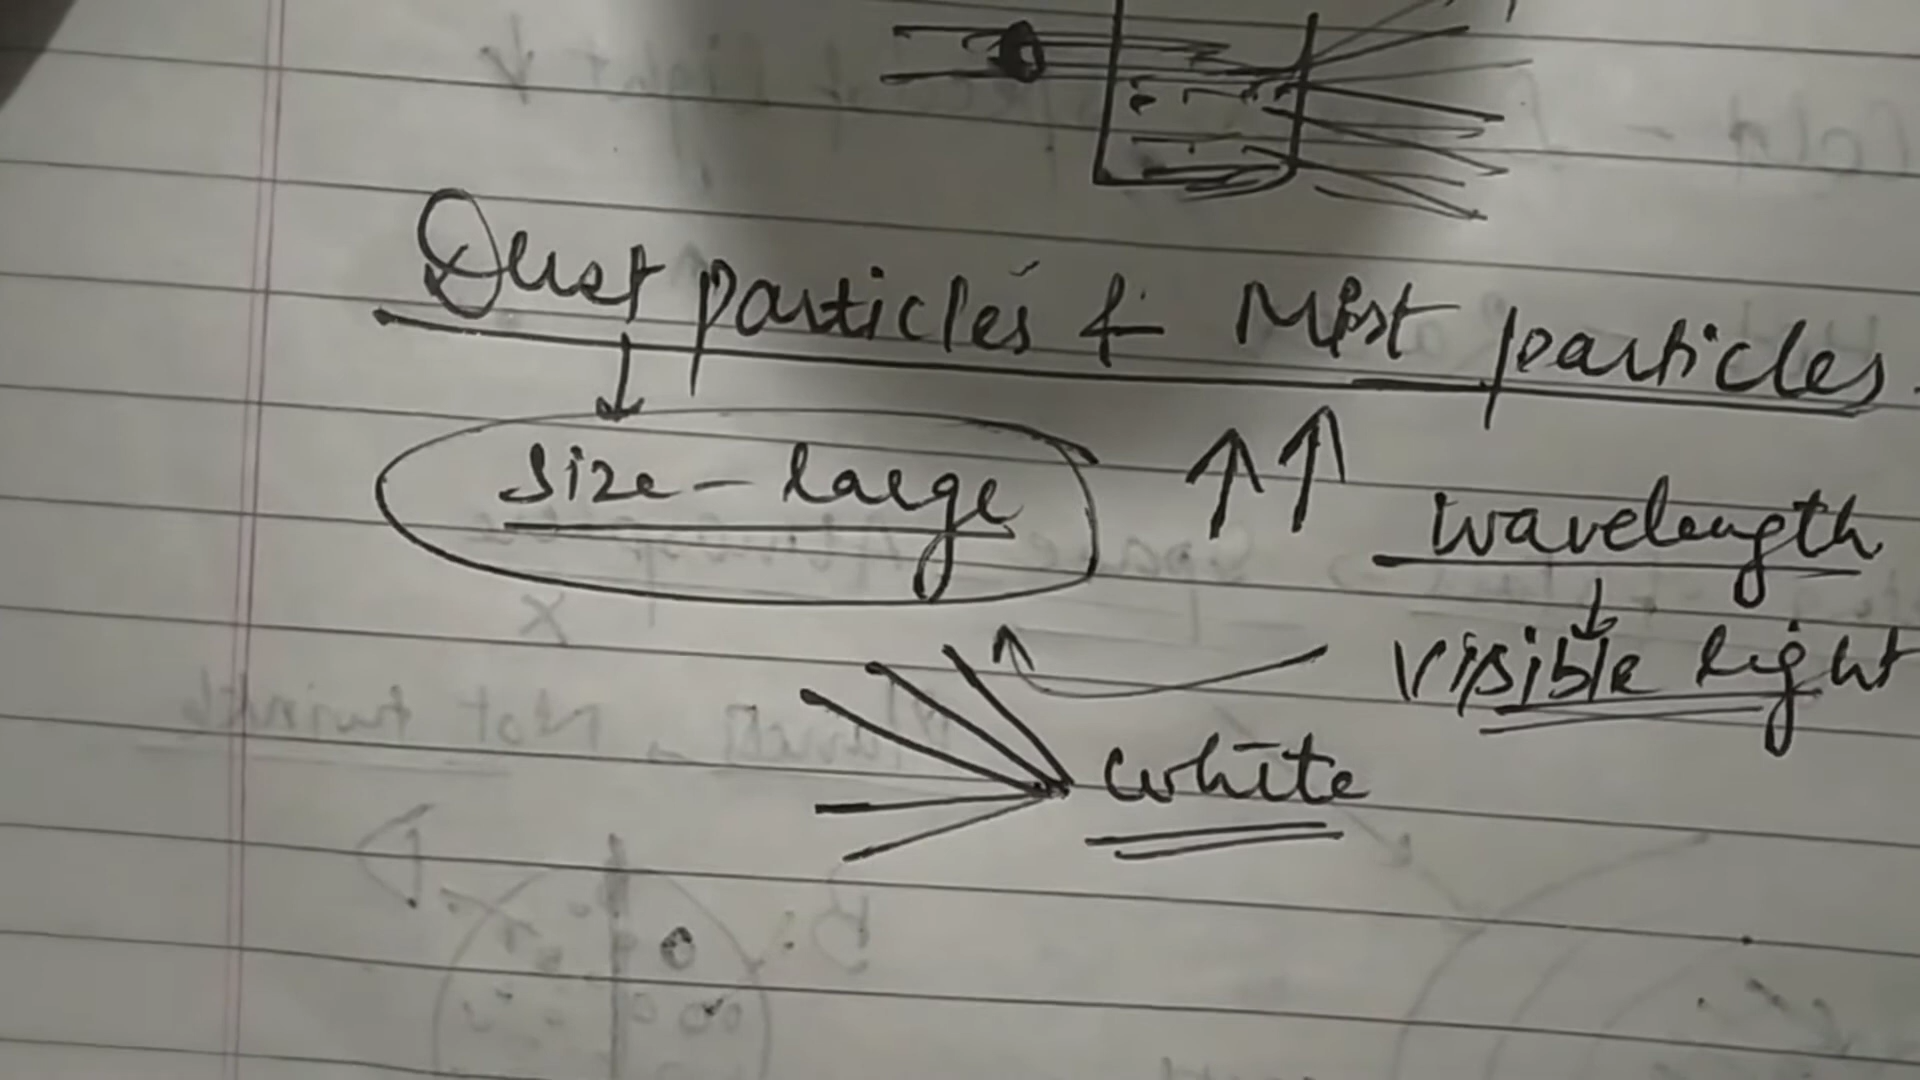 Dust particles & Mist particles.
Size - large
wavelength
visible light
white